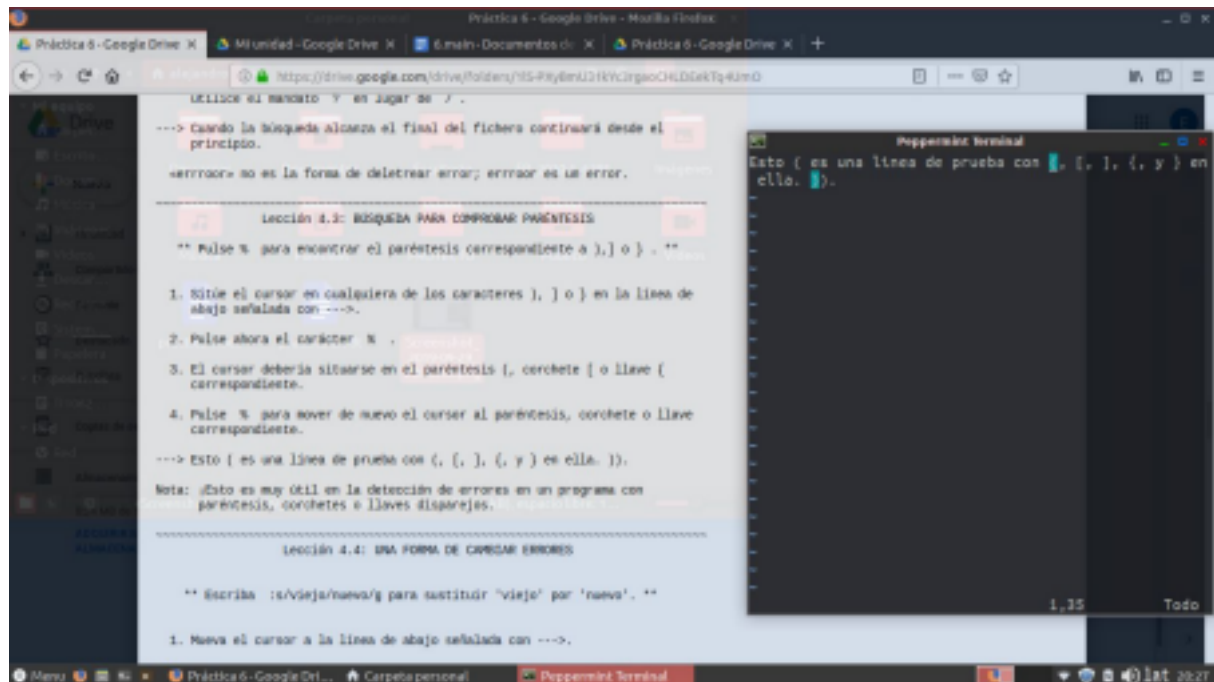 Práctica 6 - Google Drive - Mozilla Firefox
Práctica 6 - Google Drive
Mi unidad - Google Drive
6.main - Documentos de
Práctica 6 - Google Drive
Drive
utilice el mandato ? en lugar de / .
---> Cuando la búsqueda alcanza el final del fichero continuará desde el
principio.
«errroor» no es la forma de deletrear error; errroor es un error.
Lección 4.3: BÚSQUEDA PARA COMPROBAR PARÉNTESIS
** Pulse % para encontrar el paréntesis correspondiente a ),] o } . **
1. Sitúe el cursor en cualquiera de los caracteres ), ] o } en la línea de
abajo señalada con --->.
2. Pulse ahora el carácter % .
3. El cursor debería situarse en el paréntesis (, corchete [ o llave {
correspondiente.
4. Pulse % para mover de nuevo el cursor al paréntesis, corchete o llave
correspondiente.
---> Esto ( es una línea de prueba con (, [, ], {, y } en ella. )).
Nota: ¡Esto es muy útil en la detección de errores en un programa con
paréntesis, corchetes o llaves disparejos.
Lección 4.4: UNA FORMA DE CAMBIAR ERRORES
** Escriba :s/viejo/nuevo/g para sustituir 'viejo' por 'nuevo'. **
1. Mueva el cursor a la línea de abajo señalada con --->.
Peppermint Terminal
Esto ( es una línea de prueba con (, [, ], {, y } en
ella. )).
1,35 Todo
Menu
Práctica 6 - Google Dri...
Carpeta personal
Peppermint Terminal
lat 20:27